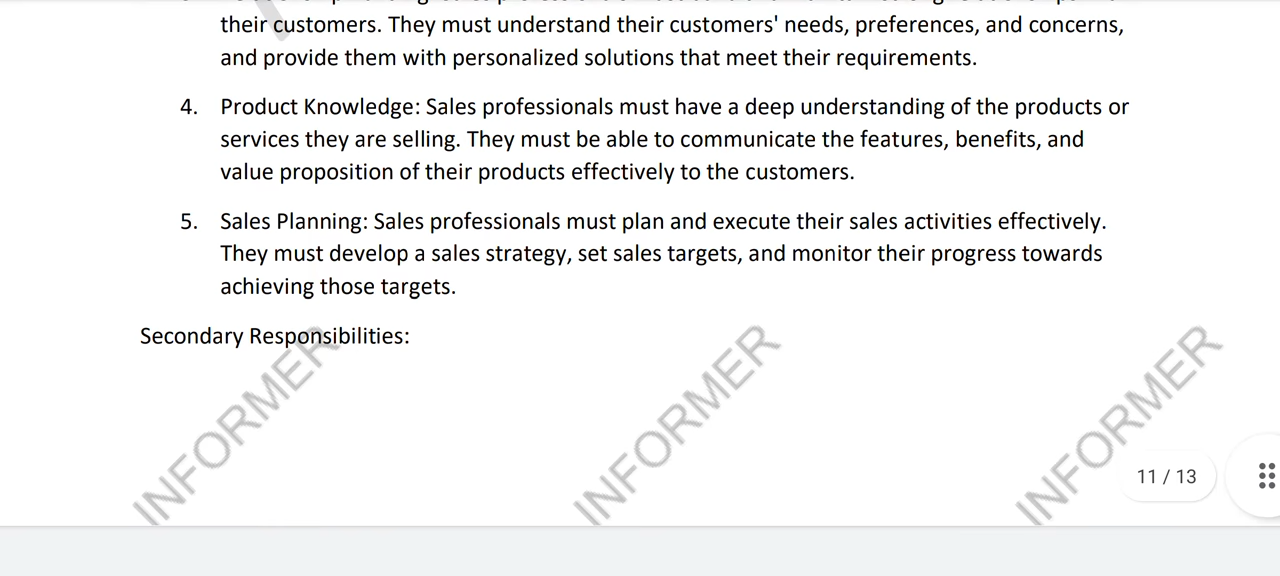 their customers. They must understand their customers' needs, preferences, and concerns,
and provide them with personalized solutions that meet their requirements.
4. Product Knowledge: Sales professionals must have a deep understanding of the products or
services they are selling. They must be able to communicate the features, benefits, and
value proposition of their products effectively to the customers.
5. Sales Planning: Sales professionals must plan and execute their sales activities effectively.
They must develop a sales strategy, set sales targets, and monitor their progress towards
achieving those targets.
Secondary Responsibilities:
INFORMER
INFORMER
INFORMER
11 / 13